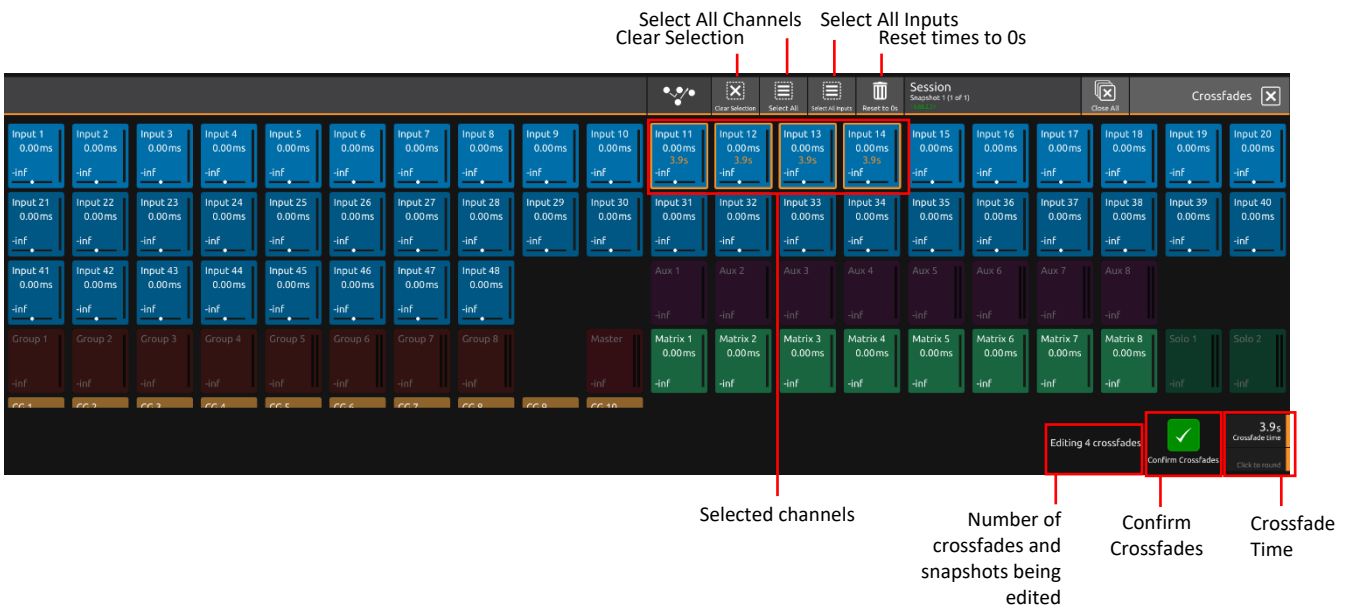 Select All Channels Select All Inputs
Clear Selection Reset times to 0s
Clear Selection Select All Select All Inputs Reset to 0s
Session
Snapshot 1 (1 of 1)
Close All
Crossfades
Input 1 Input 2 Input 3 Input 4 Input 5 Input 6 Input 7 Input 8 Input 9 Input 10 Input 11 Input 12 Input 13 Input 14 Input 15 Input 16 Input 17 Input 18 Input 19 Input 20
0.00ms 0.00ms 0.00ms 0.00ms 0.00ms 0.00ms 0.00ms 0.00ms 0.00ms 0.00ms 0.00ms 0.00ms 0.00ms 0.00ms 0.00ms 0.00ms 0.00ms 0.00ms 0.00ms 0.00ms
3.9s 3.9s 3.9s 3.9s
-inf -inf -inf -inf -inf -inf -inf -inf -inf -inf -inf -inf -inf -inf -inf -inf -inf -inf -inf -inf
Input 21 Input 22 Input 23 Input 24 Input 25 Input 26 Input 27 Input 28 Input 29 Input 30 Input 31 Input 32 Input 33 Input 34 Input 35 Input 36 Input 37 Input 38 Input 39 Input 40
0.00ms 0.00ms 0.00ms 0.00ms 0.00ms 0.00ms 0.00ms 0.00ms 0.00ms 0.00ms 0.00ms 0.00ms 0.00ms 0.00ms 0.00ms 0.00ms 0.00ms 0.00ms 0.00ms 0.00ms
-inf -inf -inf -inf -inf -inf -inf -inf -inf -inf -inf -inf -inf -inf -inf -inf -inf -inf -inf -inf
Input 41 Input 42 Input 43 Input 44 Input 45 Input 46 Input 47 Input 48 Aux 1 Aux 2 Aux 3 Aux 4 Aux 5 Aux 6 Aux 7 Aux 8
0.00ms 0.00ms 0.00ms 0.00ms 0.00ms 0.00ms 0.00ms 0.00ms
-inf -inf -inf -inf -inf -inf -inf -inf -inf -inf -inf -inf -inf -inf -inf -inf
Group 1 Group 2 Group 3 Group 4 Group 5 Group 6 Group 7 Group 8 Master Matrix 1 Matrix 2 Matrix 3 Matrix 4 Matrix 5 Matrix 6 Matrix 7 Matrix 8 Solo 1 Solo 2
0.00ms 0.00ms 0.00ms 0.00ms 0.00ms 0.00ms 0.00ms 0.00ms
-inf -inf -inf -inf -inf -inf -inf -inf -inf -inf -inf -inf -inf -inf -inf -inf -inf -inf -inf
CG 1 CG 2 CG 3 CG 4 CG 5 CG 6 CG 7 CG 8 CG 9 CG 10
Editing 4 crossfades
Confirm Crossfades
3.9s
Crossfade time
Click to round
Selected channels
Number of
crossfades and
snapshots being
edited
Confirm
Crossfades
Crossfade
Time